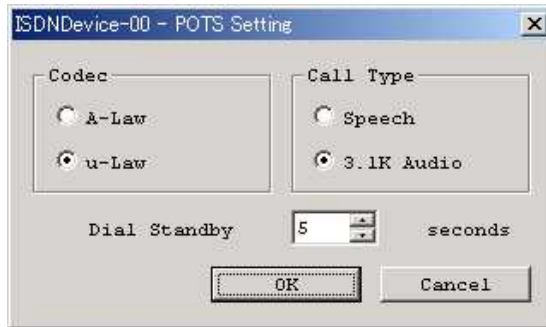 ISDNDevice-00 - POTS Setting
Codec
A-Law
u-Law
Call Type
Speech
3.1K Audio
Dial Standby 5 seconds
OK Cancel